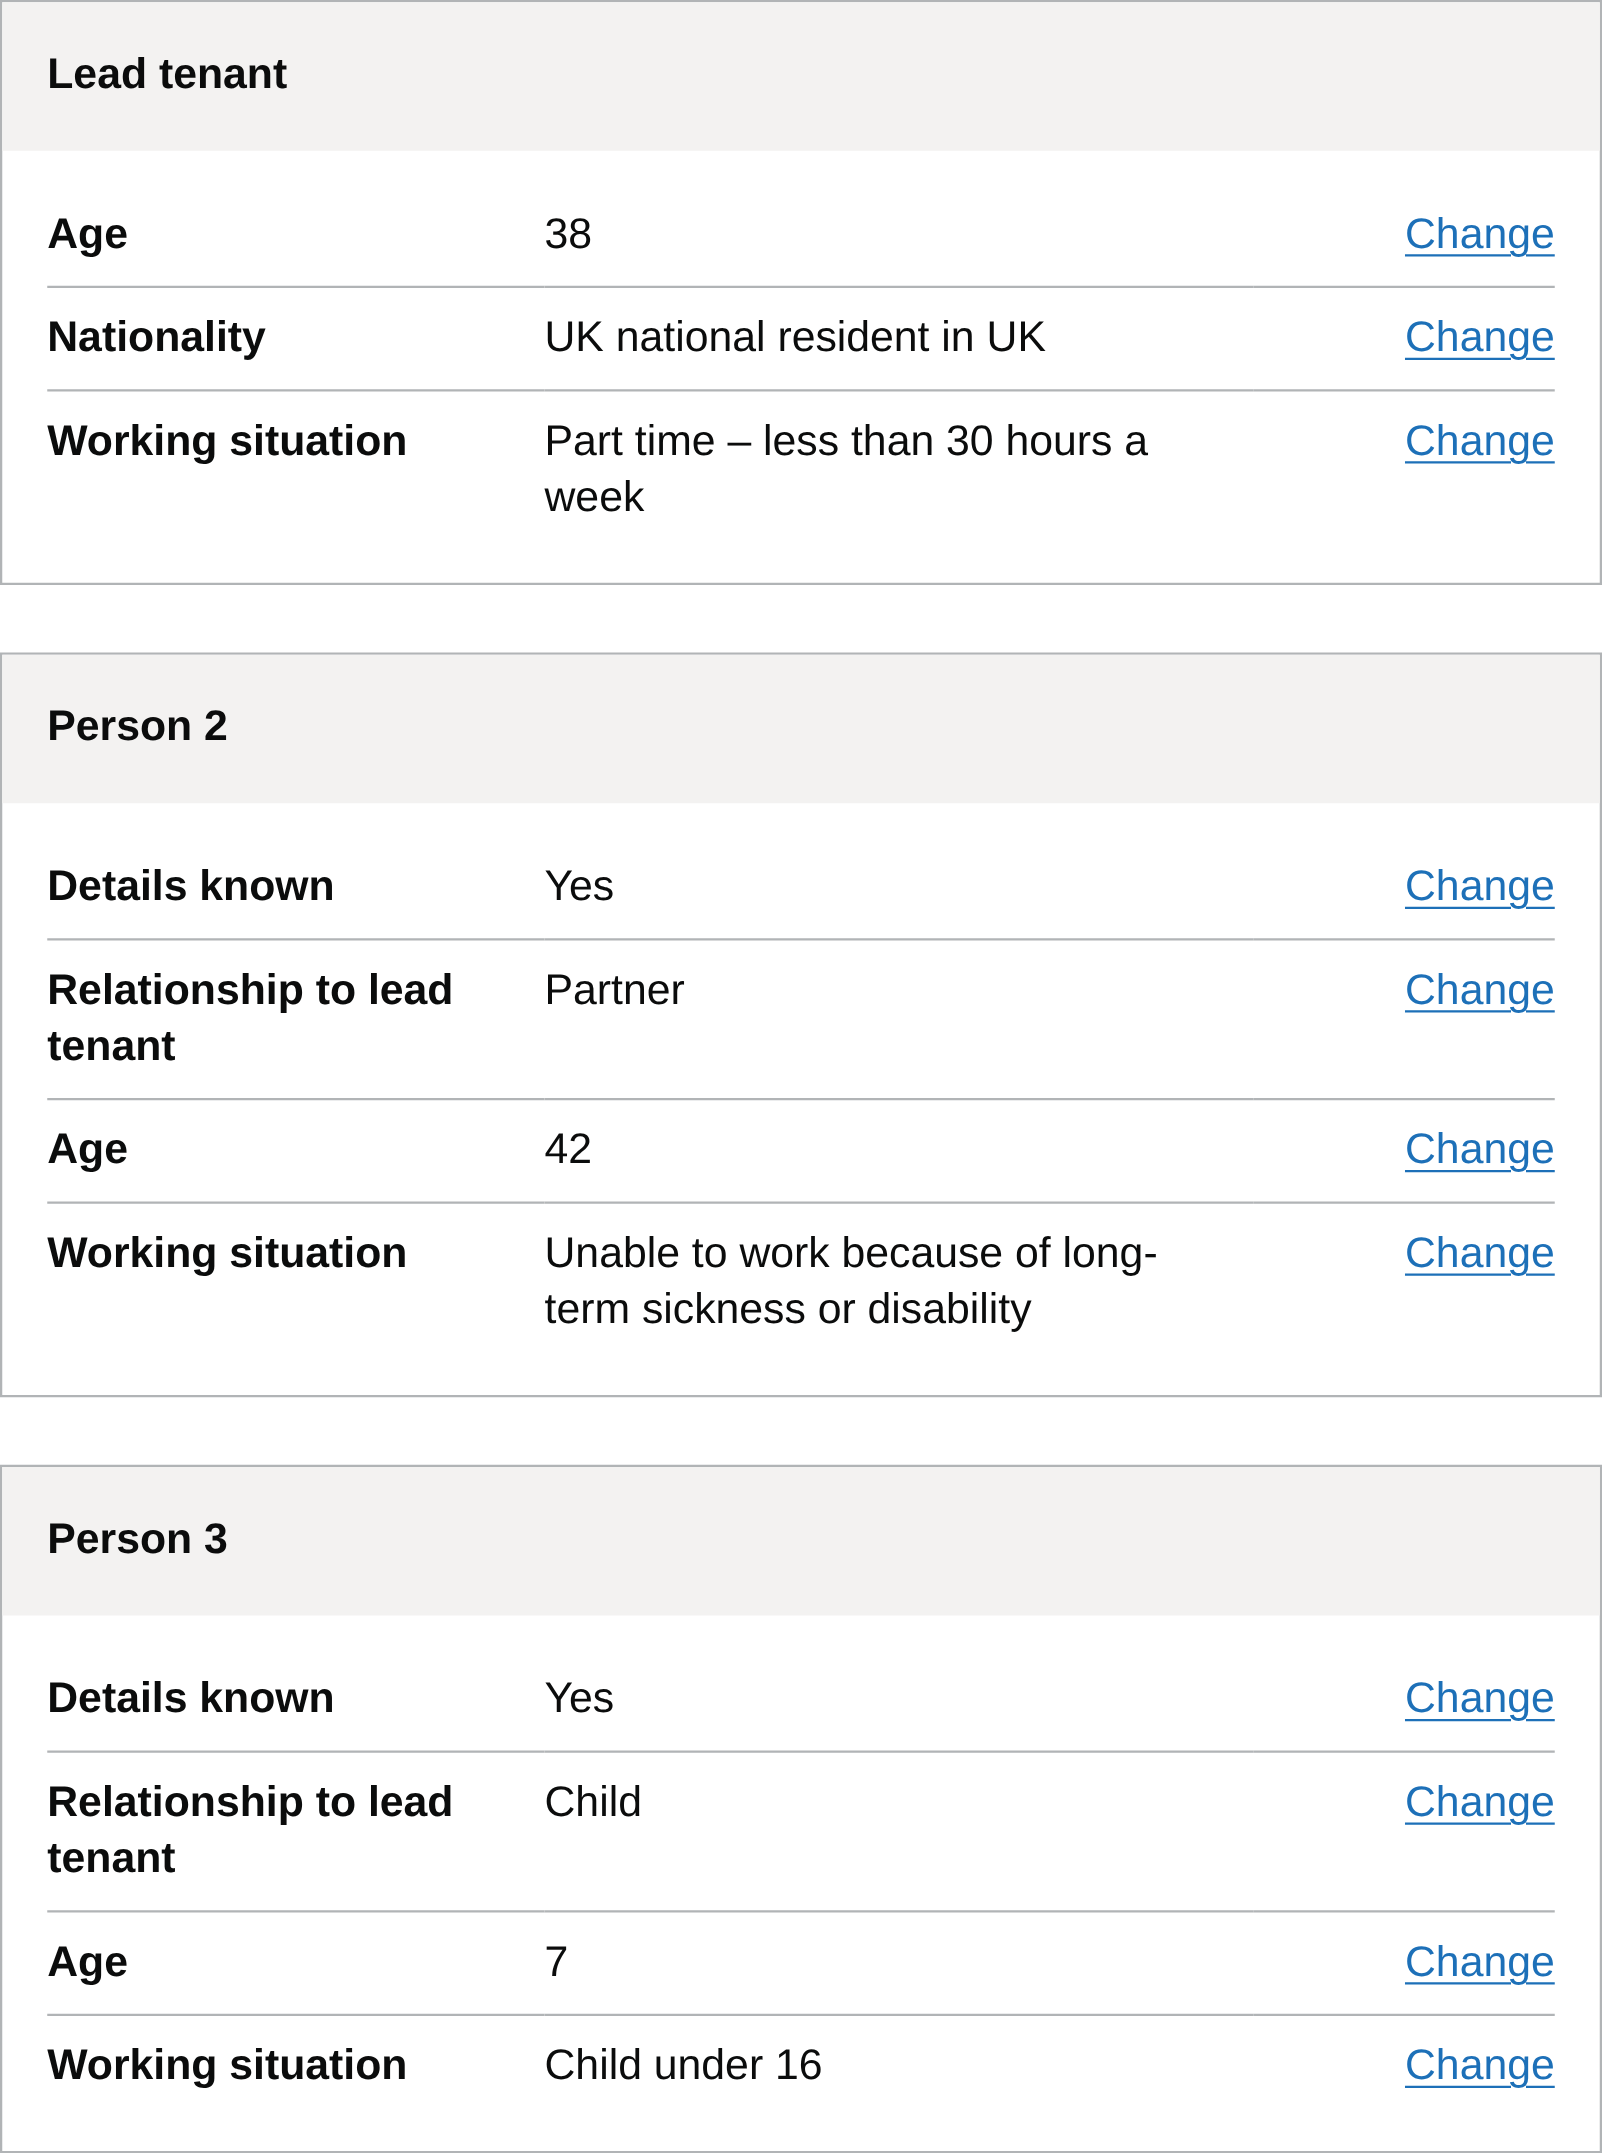 Lead tenant
Age 38 Change
Nationality UK national resident in UK Change
Working situation Part time – less than 30 hours a Change
week
Person 2
Details known Yes Change
Relationship to lead Partner Change
tenant
Age 42 Change
Working situation Unable to work because of long- Change
term sickness or disability
Person 3
Details known Yes Change
Relationship to lead Child Change
tenant
Age 7 Change
Working situation Child under 16 Change